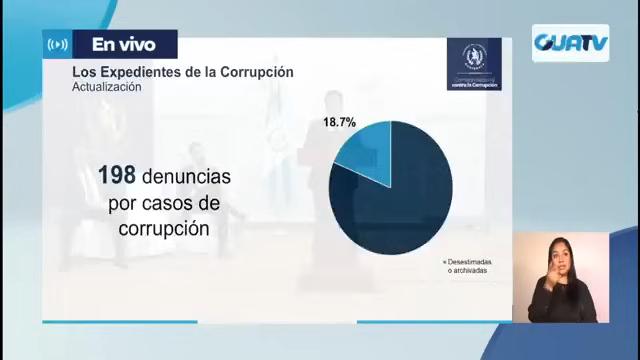 En vivo
GUATV
Los Expedientes de la Corrupción
Actualización
contra la Corrupción
18.7%
198 denuncias
por casos de
corrupción
* Desestimadas
o archivadas